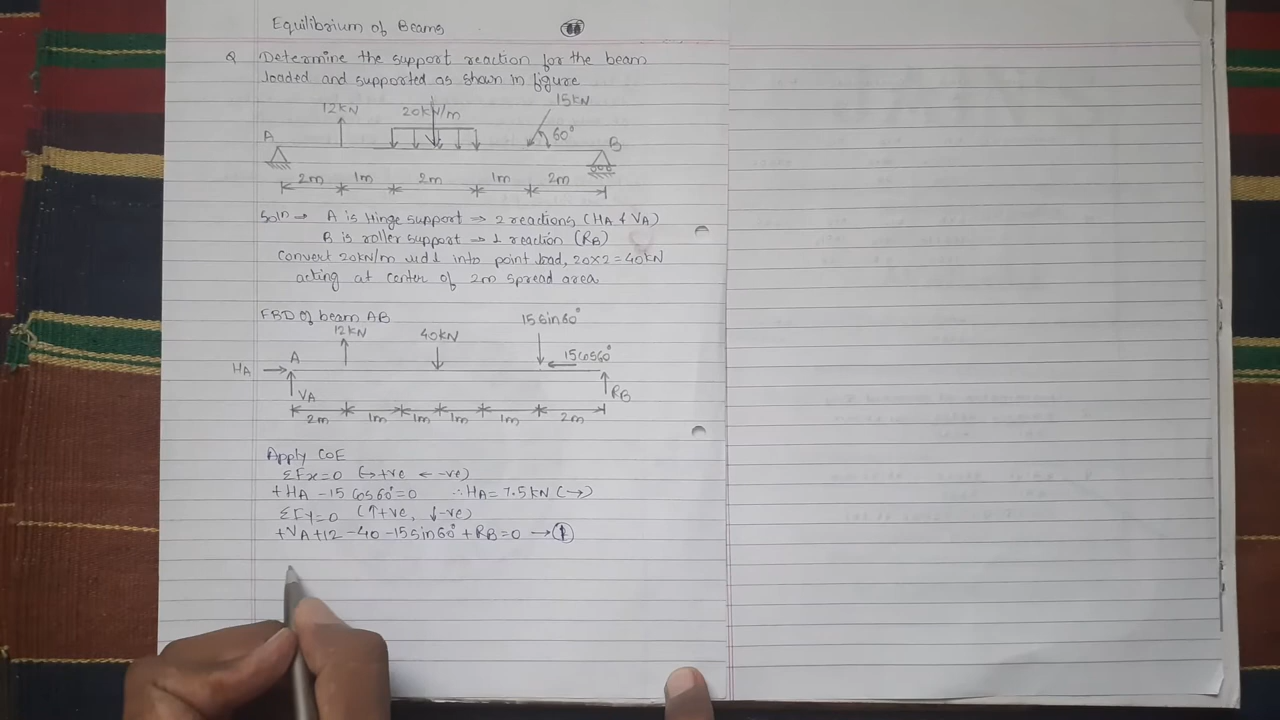 Equilibrium of Beams
Q Determine the support reaction for the beam
loaded and supported as shown in figure
12kN 20kN/m 15kN
A 60° B
2m 1m 2m 1m 2m
Soln → A is Hinge support → 2 reactions (HA & VA)
B is roller support → 1 reaction (RB)
Convert 20kN/m udl into point load, 20×2=40kN
acting at center of 2m spread area
FBD of beam AB
12kN 40kN 15sin60°
A 15cos60°
HA
VA RB
2m 1m 1m 1m 1m 2m
Apply COE
ΣFx=0 (→+ve ←-ve)
+HA -15 cos60°=0 ∴HA=7.5kN (→)
ΣFy=0 (↑+ve, ↓-ve)
+VA+12-40-15sin60°+RB=0 →①